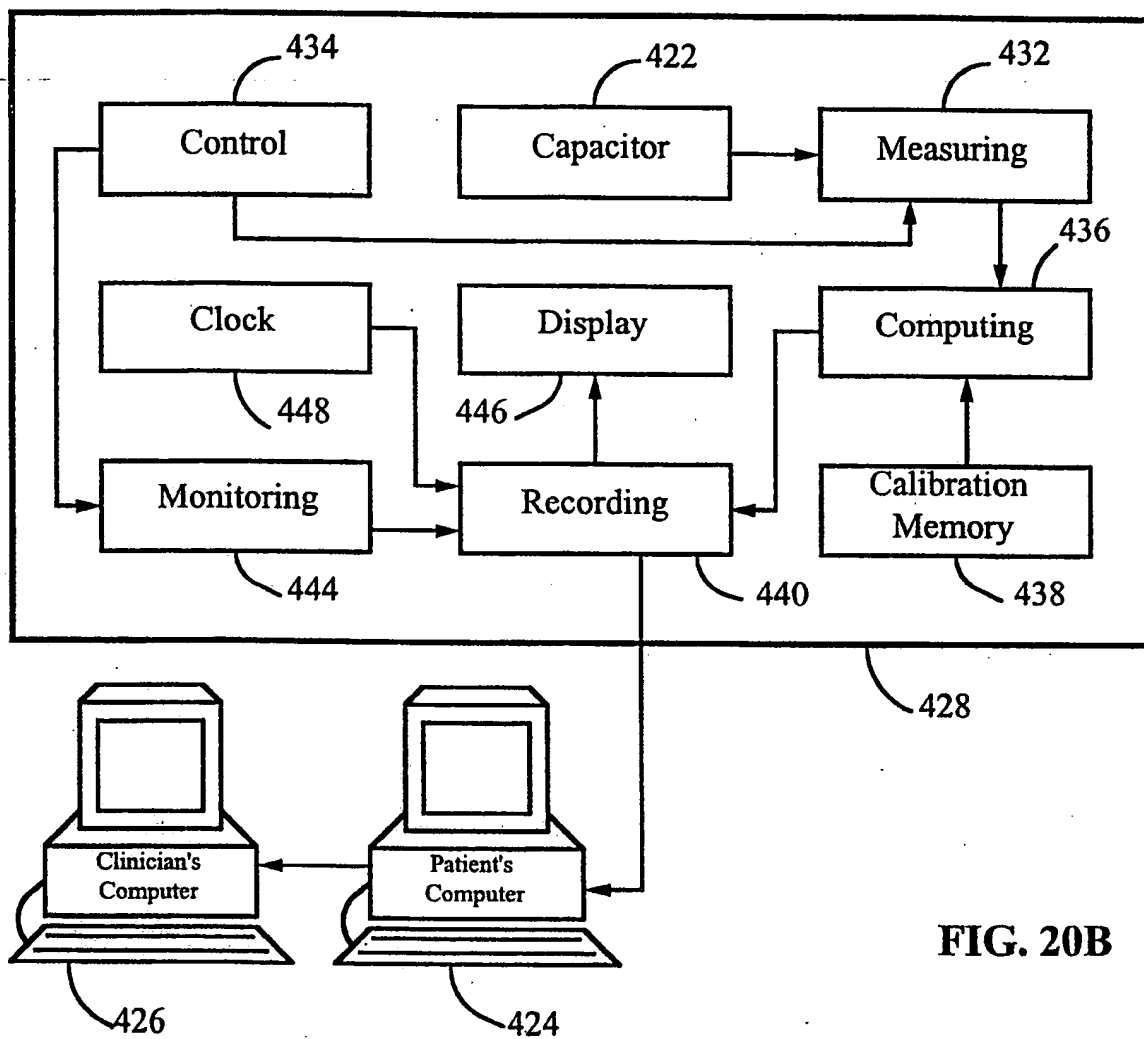 434
422
432
Control
Capacitor
Measuring
436
Clock
Display
Computing
448
446
Monitoring
Recording
Calibration
Memory
444
440
438
428
Clinician's
Computer
Patient's
Computer
FIG. 20B
426
424